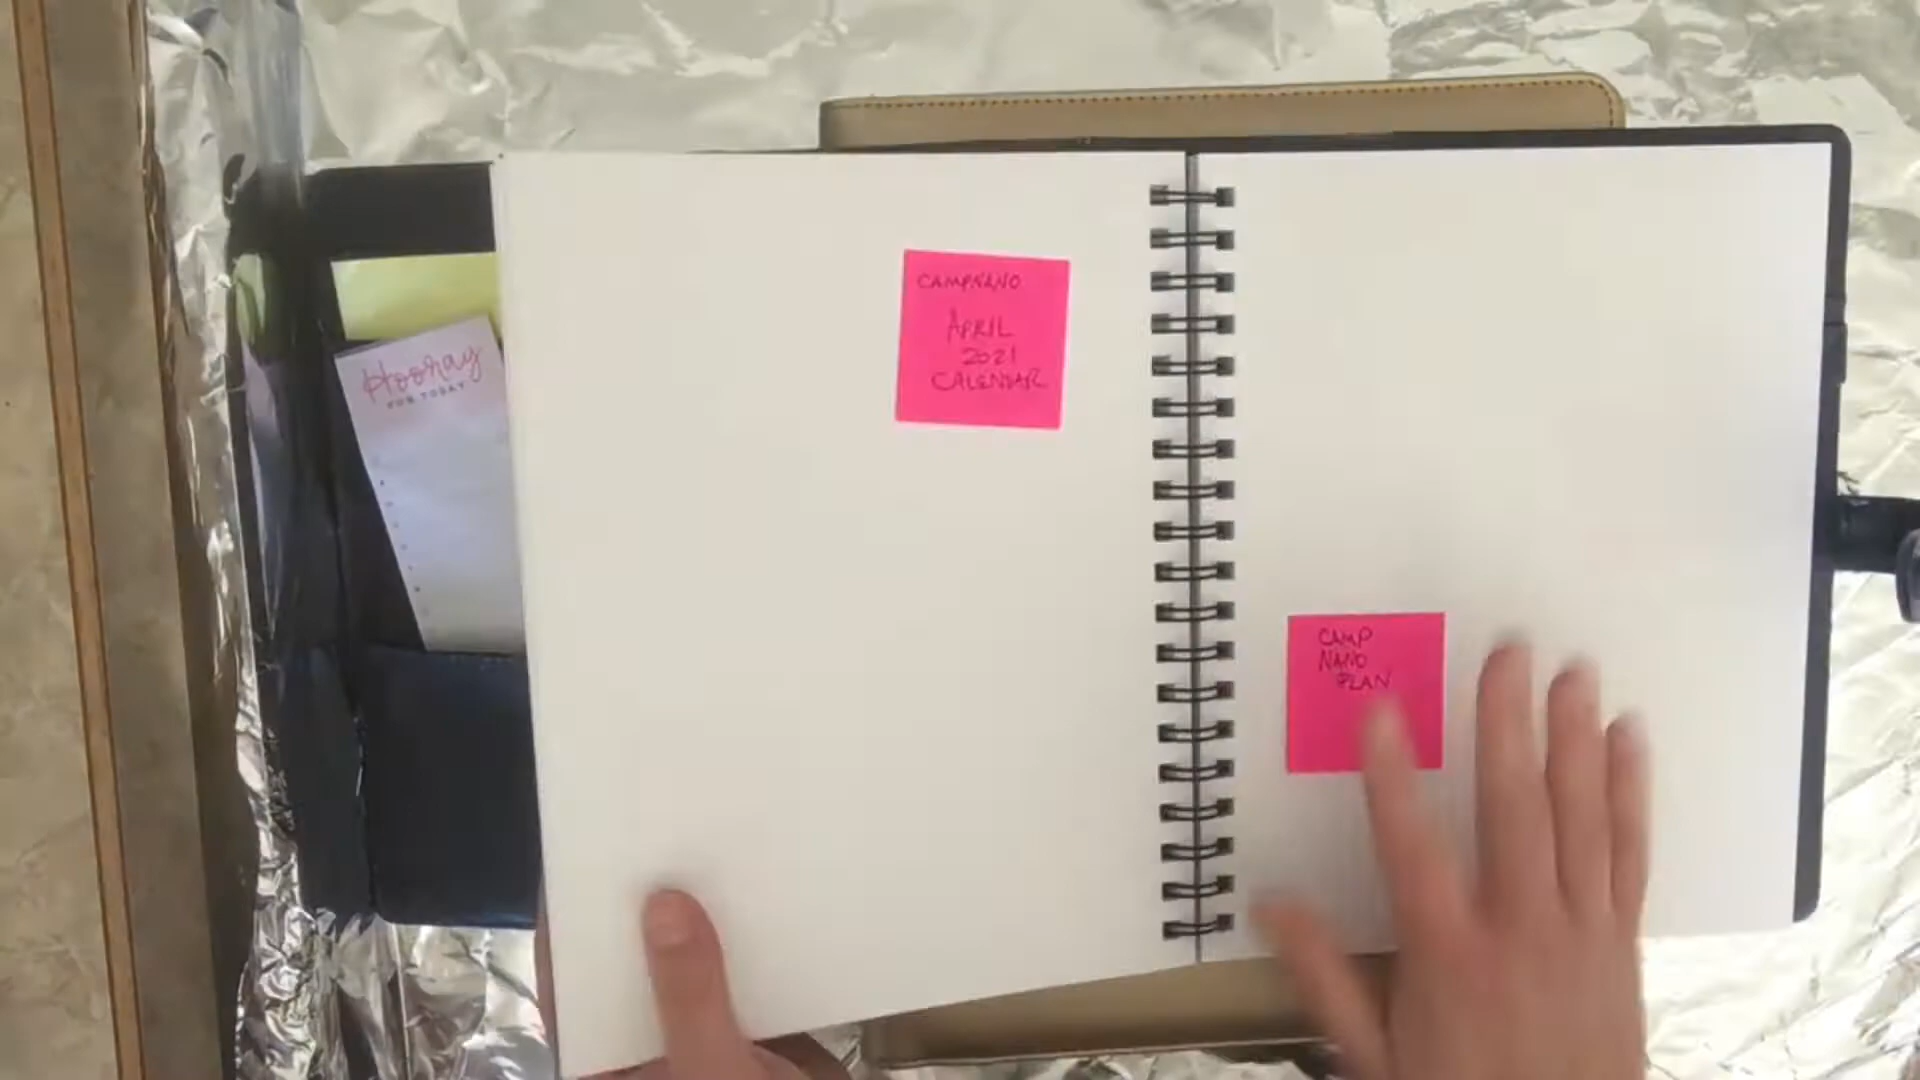 Hooray
FOR TODAY
CAMPNANO
APRIL
2021
CALENDAR
CAMP
NANO
PLAN